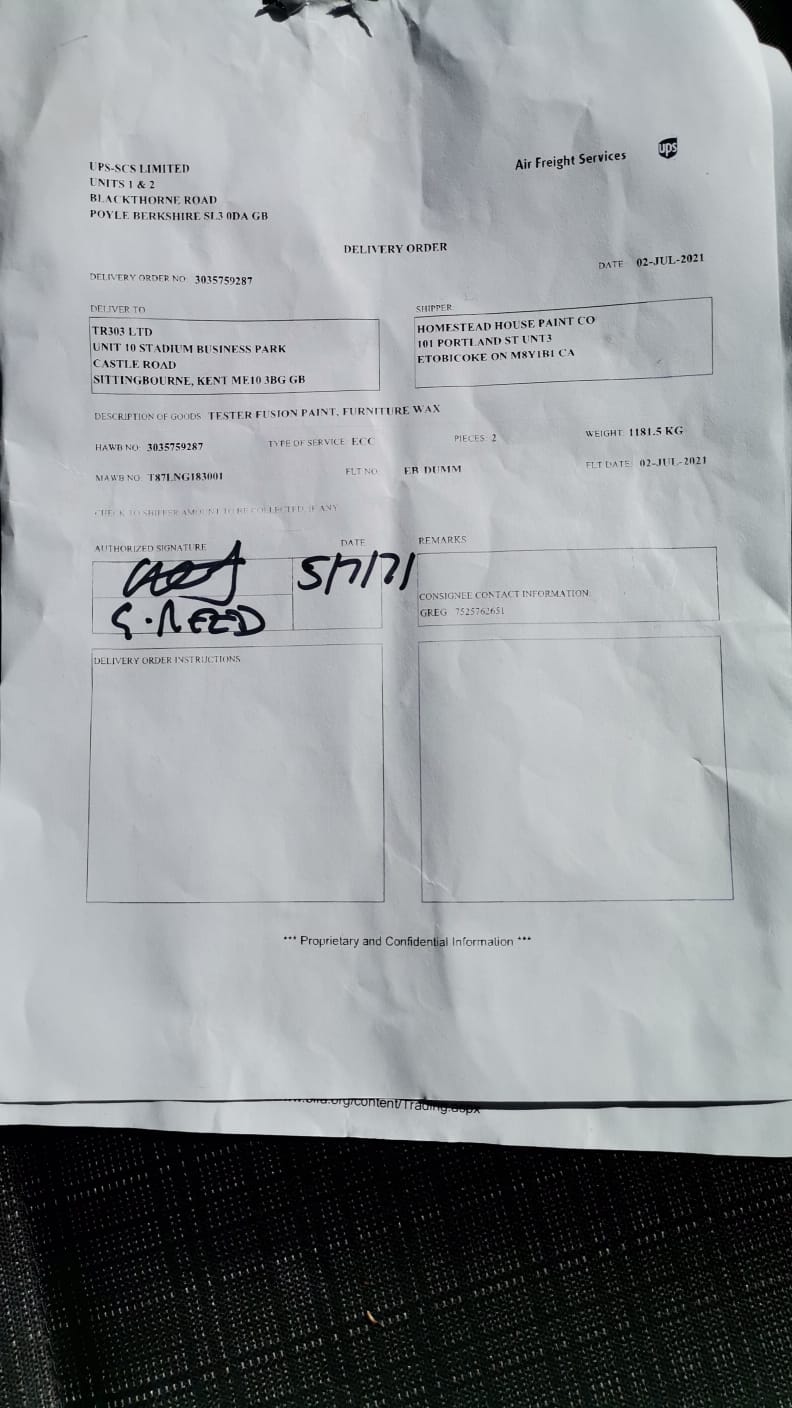 UPS-SCS LIMITED
UNITS 1 & 2
BLACKTHORNE ROAD
POYLE BERKSHIRE SL3 0DA GB
Air Freight Services
ups
DELIVERY ORDER
DELIVERY ORDER NO: 3035759287
DATE: 02-JUL-2021
DELIVER TO
TR303 LTD
UNIT 10 STADIUM BUSINESS PARK
CASTLE ROAD
SITTINGBOURNE, KENT ME10 3BG GB
SHIPPER
HOMESTEAD HOUSE PAINT CO
101 PORTLAND ST UNT3
ETOBICOKE ON M8Y1B1 CA
DESCRIPTION OF GOODS TESTER FUSION PAINT, FURNITURE WAX
HAWB NO: 3035759287 TYPE OF SERVICE: ECC PIECES: 2 WEIGHT: 1181.5 KG
MAWB NO: T87LNG183001 FLT NO: EB DUMM FLT DATE: 02-JUL-2021
CHECK TO SHIPPER AMOUNT TO BE COLLECTED, IF ANY
AUTHORIZED SIGNATURE
DATE
5/7/21
G. REED
REMARKS
CONSIGNEE CONTACT INFORMATION:
GREG 7525762651
DELIVERY ORDER INSTRUCTIONS
*** Proprietary and Confidential Information ***
.org/content/Trading.aspx